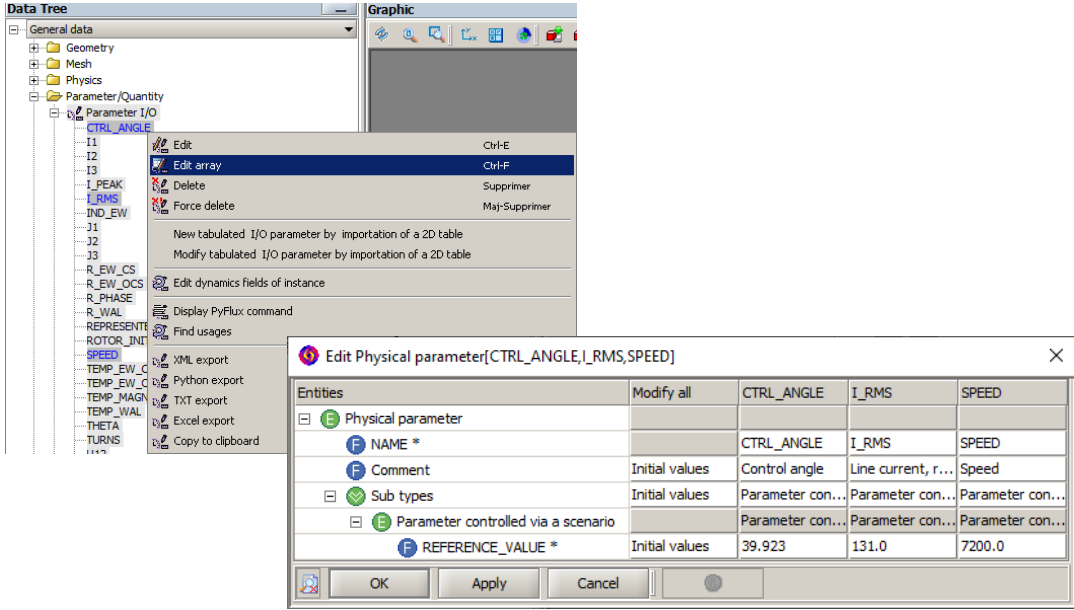 Data Tree
Graphic
General data
Geometry
Mesh
Physics
Parameter/Quantity
Parameter I/O
CTRL_ANGLE
I1
I2
I3
I_PEAK
I_RMS
IND_EW
J1
J2
J3
R_EW_CS
R_EW_OCS
R_PHASE
R_WAL
REPRESENTE
ROTOR_INIT
SPEED
TEMP_EW_C
TEMP_EW_C
TEMP_MAGN
TEMP_WAL
THETA
TURNS
Edit Ctrl-E
Edit array Ctrl-F
Delete Supprimer
Force delete Maj-Supprimer
New tabulated I/O parameter by importation of a 2D table
Modify tabulated I/O parameter by importation of a 2D table
Edit dynamics fields of instance
Display PyFlux command
Find usages
XML export
Python export
TXT export
Excel export
Copy to clipboard
Edit Physical parameter[CTRL_ANGLE,I_RMS,SPEED]
Entities Modify all CTRL_ANGLE I_RMS SPEED
E Physical parameter
F NAME * CTRL_ANGLE I_RMS SPEED
F Comment Initial values Control angle Line current, r... Speed
Sub types Initial values Parameter con... Parameter con... Parameter con...
E Parameter controlled via a scenario Parameter con... Parameter con... Parameter con...
F REFERENCE_VALUE * Initial values 39.923 131.0 7200.0
OK Apply Cancel